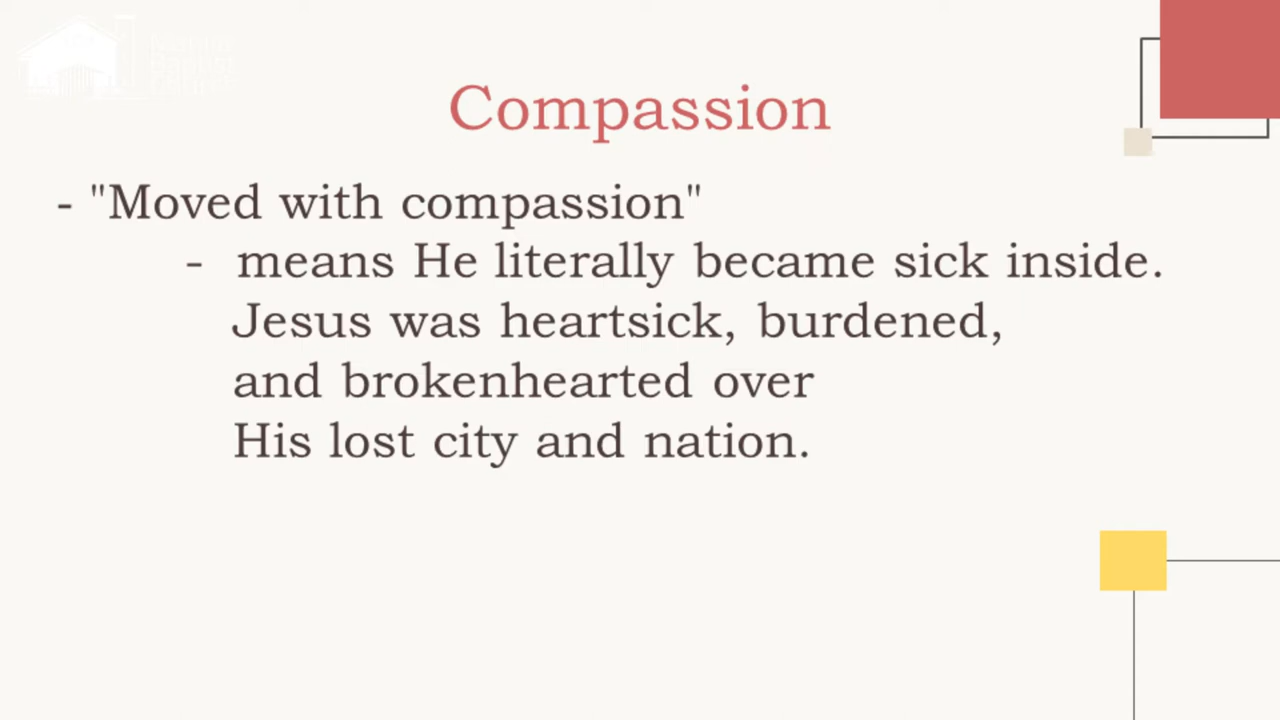 Compassion
- "Moved with compassion"
- means He literally became sick inside.
Jesus was heartsick, burdened,
and brokenhearted over
His lost city and nation.